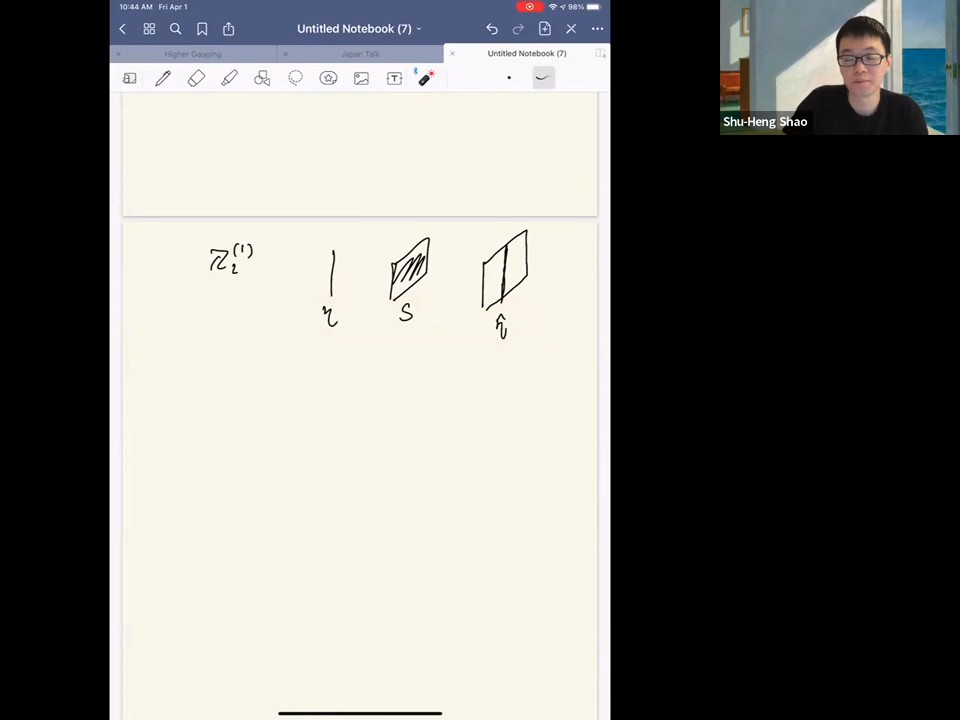 10:44 AM Fri Apr 1
98%
Untitled Notebook (7)
Higher Gauging
Japan Talk
Untitled Notebook (7)
T
Shu-Heng Shao
ℤ₂⁽¹⁾
η S η̂